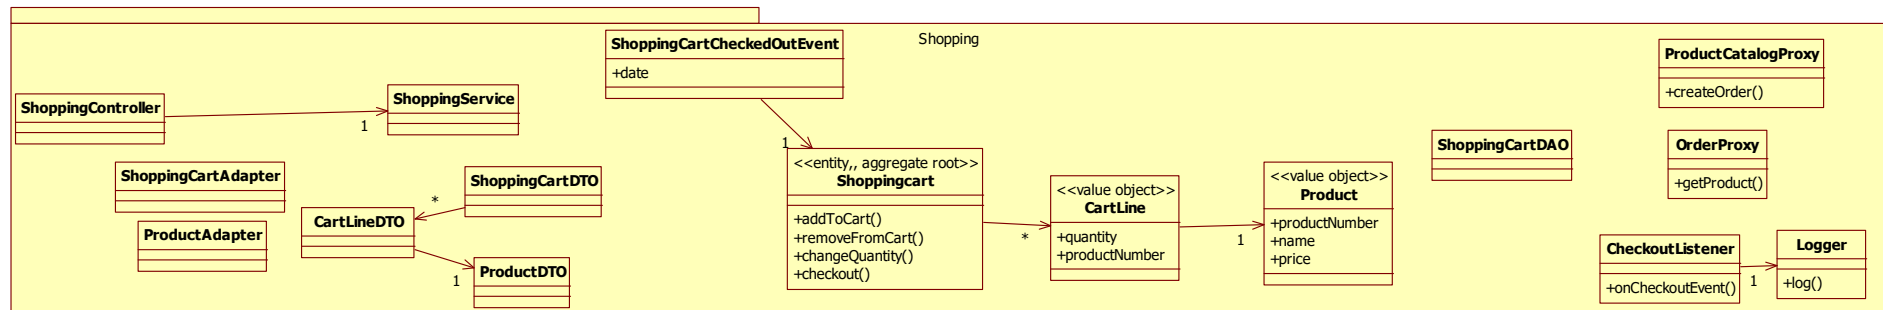 Shopping
ShoppingController
ShoppingService
1
ShoppingCartAdapter
ProductAdapter
ShoppingCartDTO
*
CartLineDTO
1
ProductDTO
ShoppingCartCheckedOutEvent
+date
1
<<entity,, aggregate root>>
Shoppingcart
+addToCart()
+removeFromCart()
+changeQuantity()
+checkout()
*
<<value object>>
CartLine
+quantity
+productNumber
1
<<value object>>
Product
+productNumber
+name
+price
ShoppingCartDAO
ProductCatalogProxy
+createOrder()
OrderProxy
+getProduct()
CheckoutListener
+onCheckoutEvent()
1
Logger
+log()